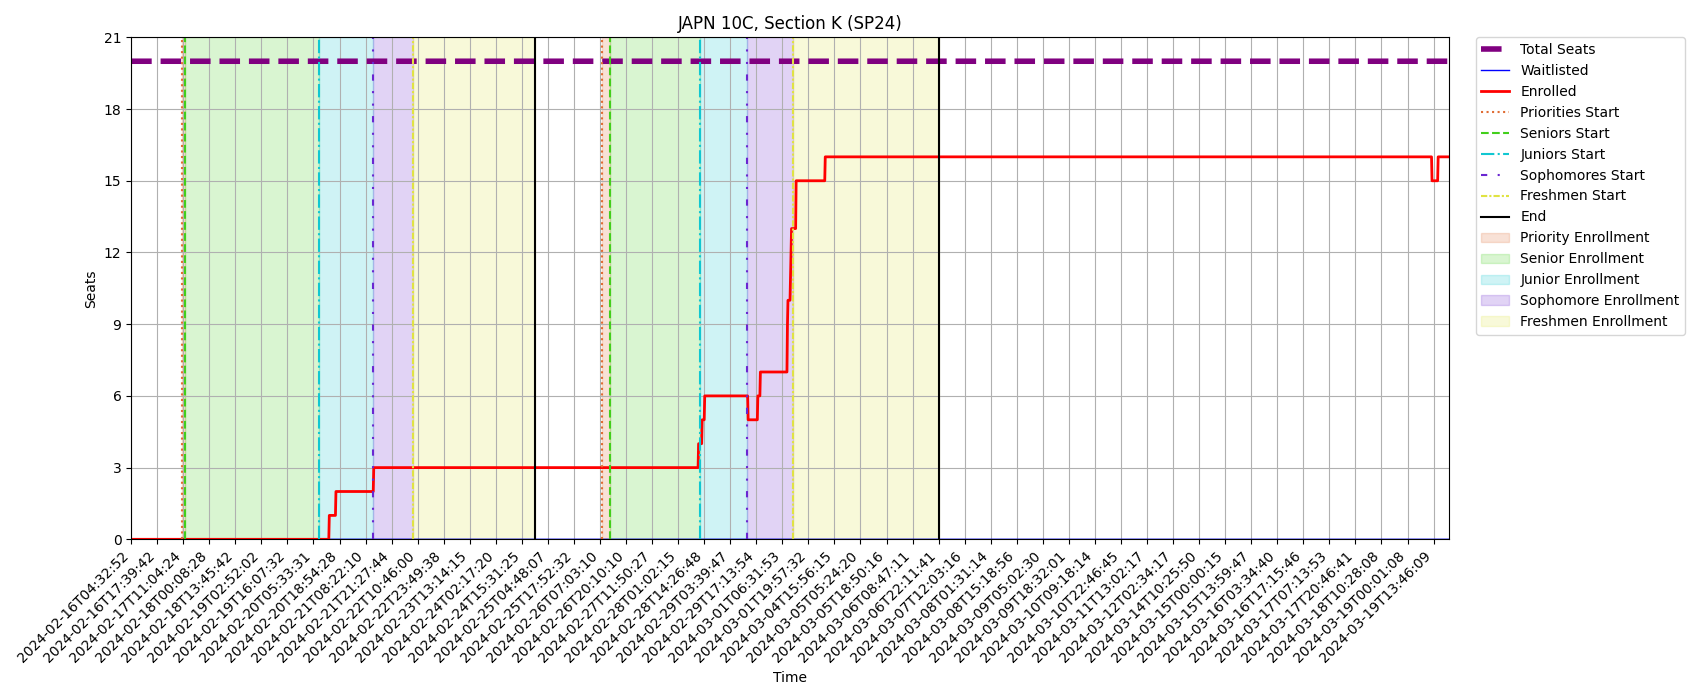 JAPN 10C, Section K (SP24)
Seats
21
18
15
12
9
6
3
0
2024-02-16T04:32:52
2024-02-16T17:39:42
2024-02-17T11:04:24
2024-02-18T00:08:28
2024-02-18T13:45:42
2024-02-19T02:52:02
2024-02-19T16:07:32
2024-02-20T05:33:31
2024-02-20T18:54:28
2024-02-21T08:22:10
2024-02-21T21:27:44
2024-02-22T10:46:00
2024-02-22T23:49:38
2024-02-23T13:14:15
2024-02-24T02:17:20
2024-02-24T15:31:25
2024-02-25T04:48:07
2024-02-25T17:52:32
2024-02-26T07:03:10
2024-02-26T20:10:10
2024-02-27T11:50:27
2024-02-28T01:02:15
2024-02-28T14:26:48
2024-02-29T03:39:47
2024-02-29T17:13:54
2024-03-01T06:31:53
2024-03-01T19:57:32
2024-03-04T15:56:15
2024-03-05T05:24:20
2024-03-05T18:50:16
2024-03-06T08:47:11
2024-03-06T22:11:41
2024-03-07T12:03:16
2024-03-08T01:31:14
2024-03-08T15:18:56
2024-03-09T05:02:30
2024-03-09T18:32:01
2024-03-10T09:18:14
2024-03-10T22:46:45
2024-03-11T13:02:17
2024-03-12T02:34:17
2024-03-14T10:25:50
2024-03-15T00:00:15
2024-03-15T13:59:47
2024-03-16T03:34:40
2024-03-16T17:15:46
2024-03-17T07:13:53
2024-03-17T20:46:41
2024-03-18T10:28:08
2024-03-19T00:01:08
2024-03-19T13:46:09
Time
Total Seats
Waitlisted
Enrolled
Priorities Start
Seniors Start
Juniors Start
Sophomores Start
Freshmen Start
End
Priority Enrollment
Senior Enrollment
Junior Enrollment
Sophomore Enrollment
Freshmen Enrollment